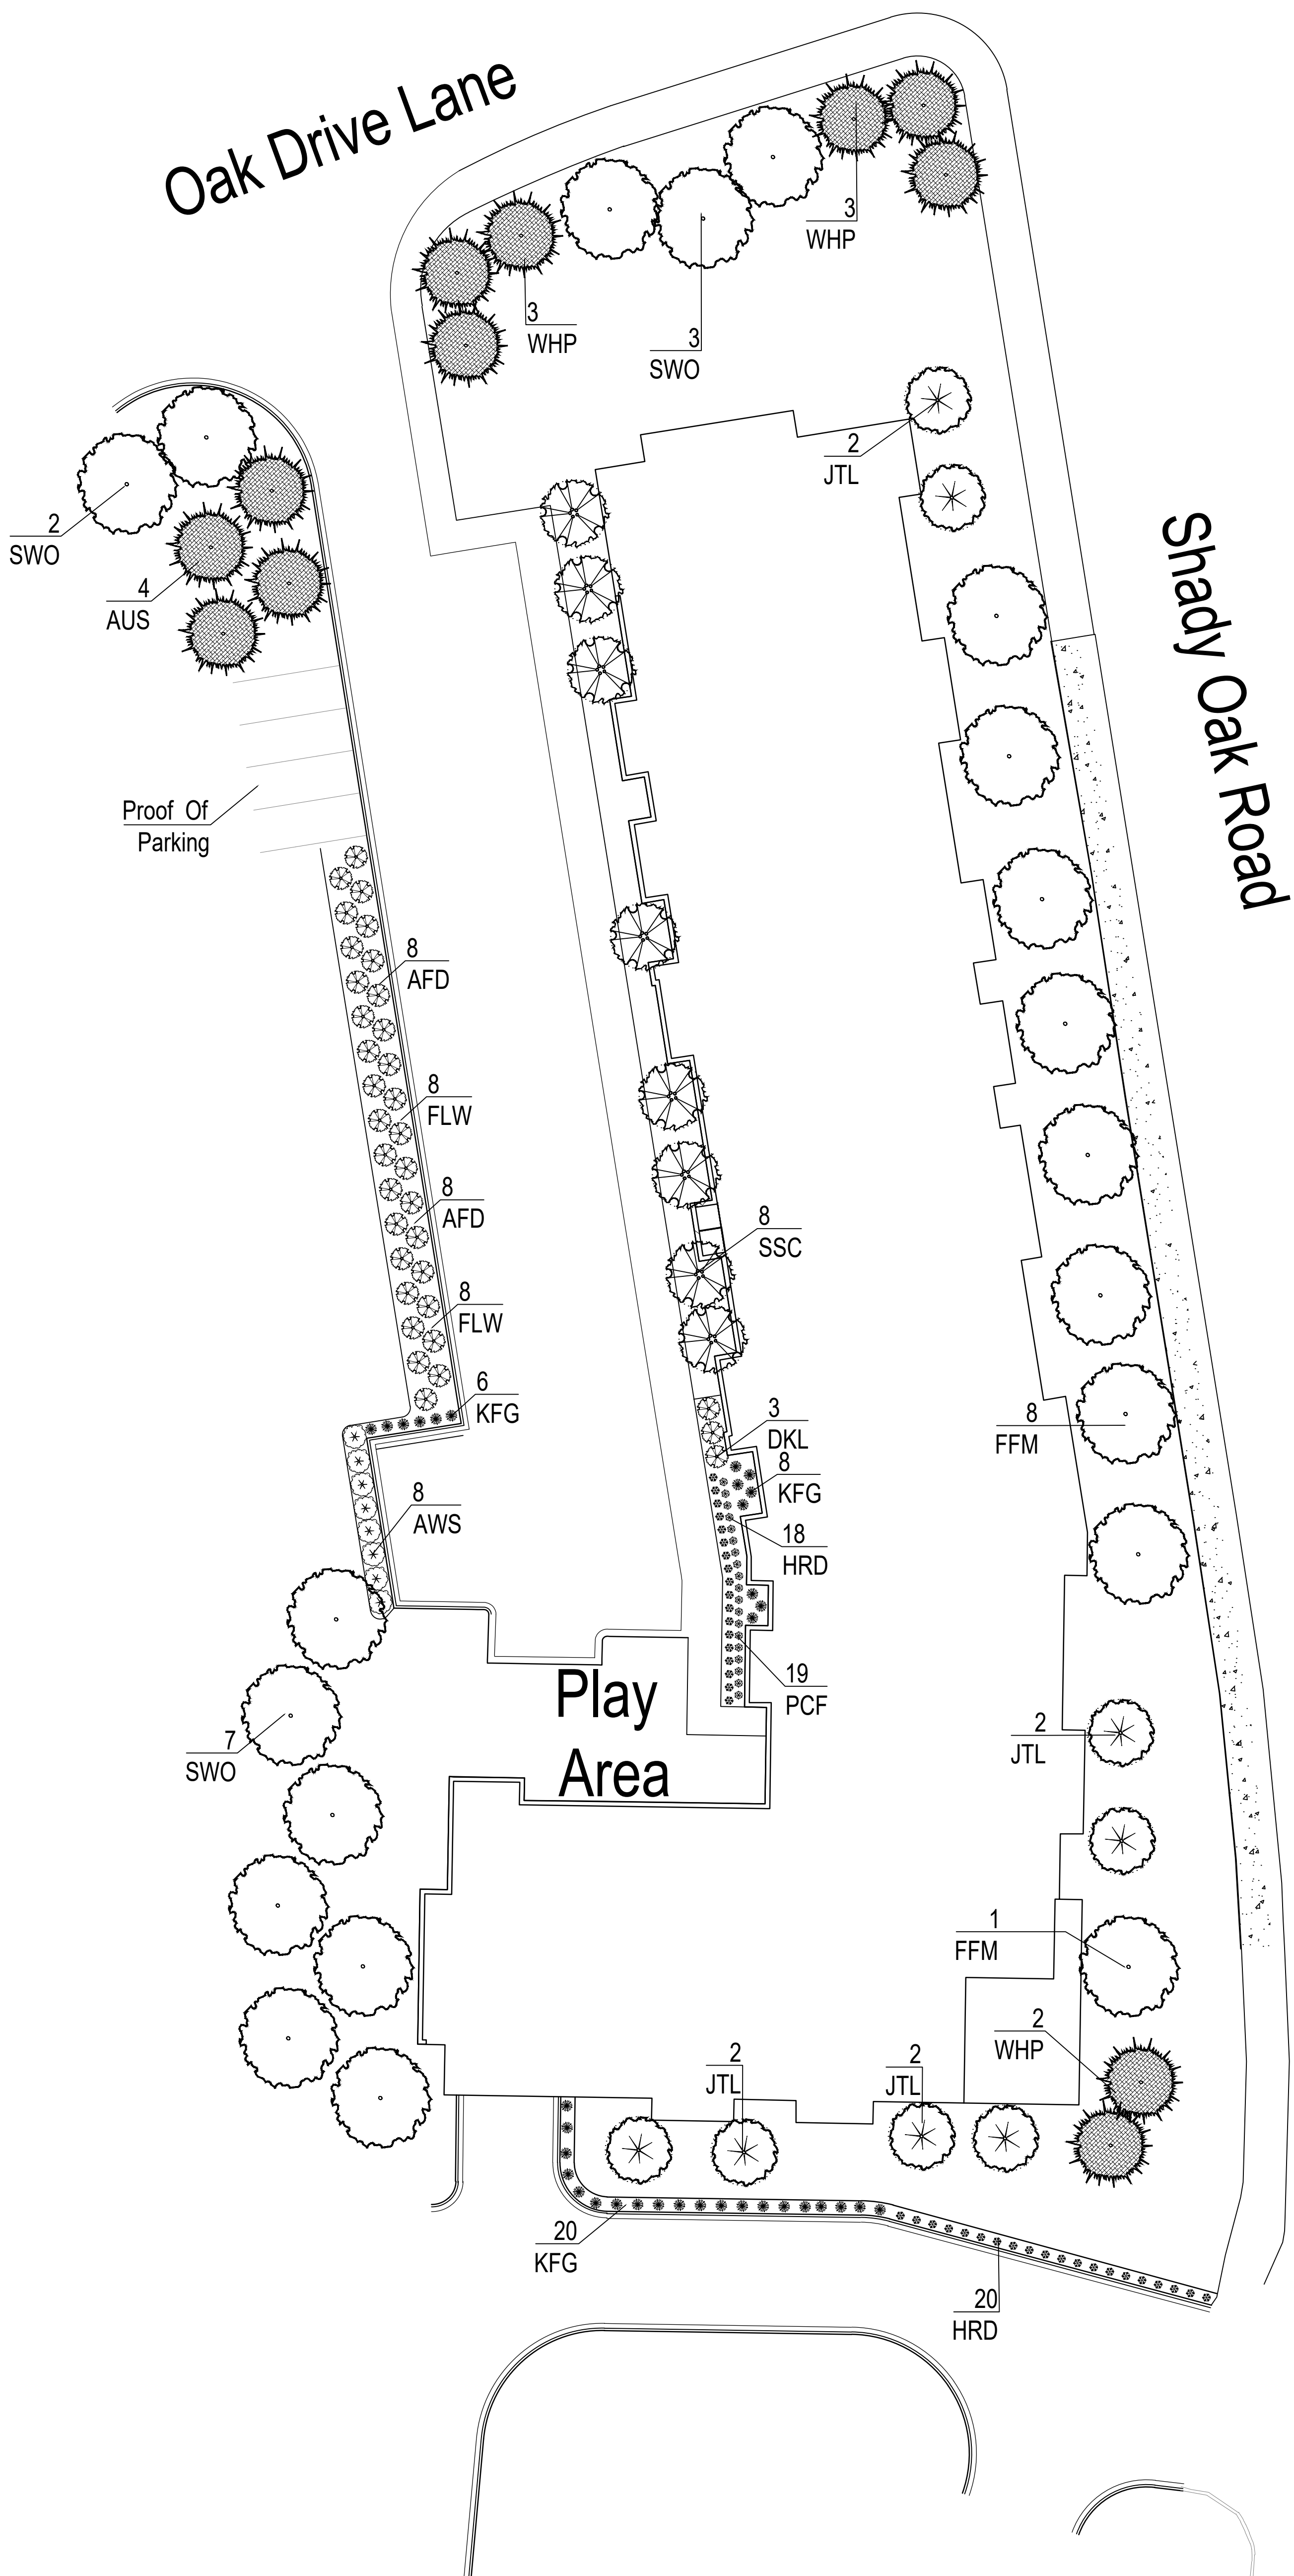 Oak Drive Lane
3
WHP
3
WHP
3
SWO
2
JTL
2
SWO
4
AUS
Shady Oak Road
Proof Of
Parking
8
AFD
8
FLW
8
AFD
8
SSC
8
FLW
6
KFG
3
DKL
8
FFM
8
KFG
8
AWS
18
HRD
19
PCF
Play
Area
7
SWO
2
JTL
1
FFM
2
WHP
2
JTL
2
JTL
20
KFG
20
HRD